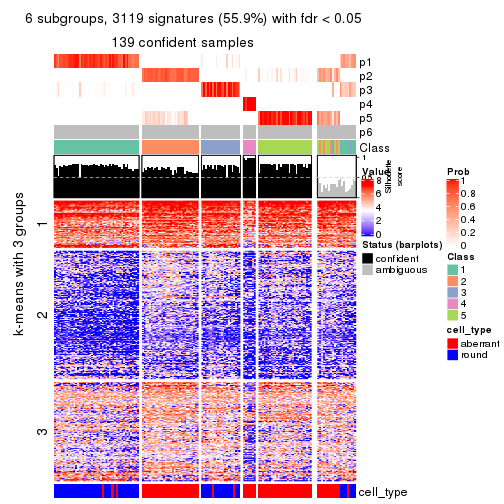 6 subgroups, 3119 signatures (55.9%) with fdr < 0.05
139 confident samples
p1
p2
p3
p4
p5
p6
Class
1
0.5
Silhouette
score
k-means with 3 groups
1
2
3
Value
8
6
4
2
0
Status (barplots)
confident
ambiguous
Prob
1
0.8
0.6
0.4
0.2
0
Class
1
2
3
4
5
cell_type
aberrant
round
cell_type